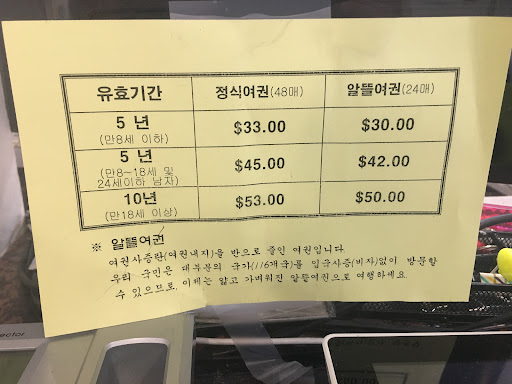 유효기간 정식여권(48매) 알뜰여권(24매)
5 년 $33.00 $30.00
(만8세 이하)
5 년 $45.00 $42.00
(만8~18세 및
24세이하 남자)
10년 $53.00 $50.00
(만18세 이상)
※ 알뜰여권
여권사증란(여권내지)을 반으로 줄인 여권입니다.
우리 국민은 대부분의 국가(116개국)를 입국사증(비자)없이 방문할
수 있으므로, 이제는 얇고 가벼워진 알뜰여권으로 여행하세요.
ector